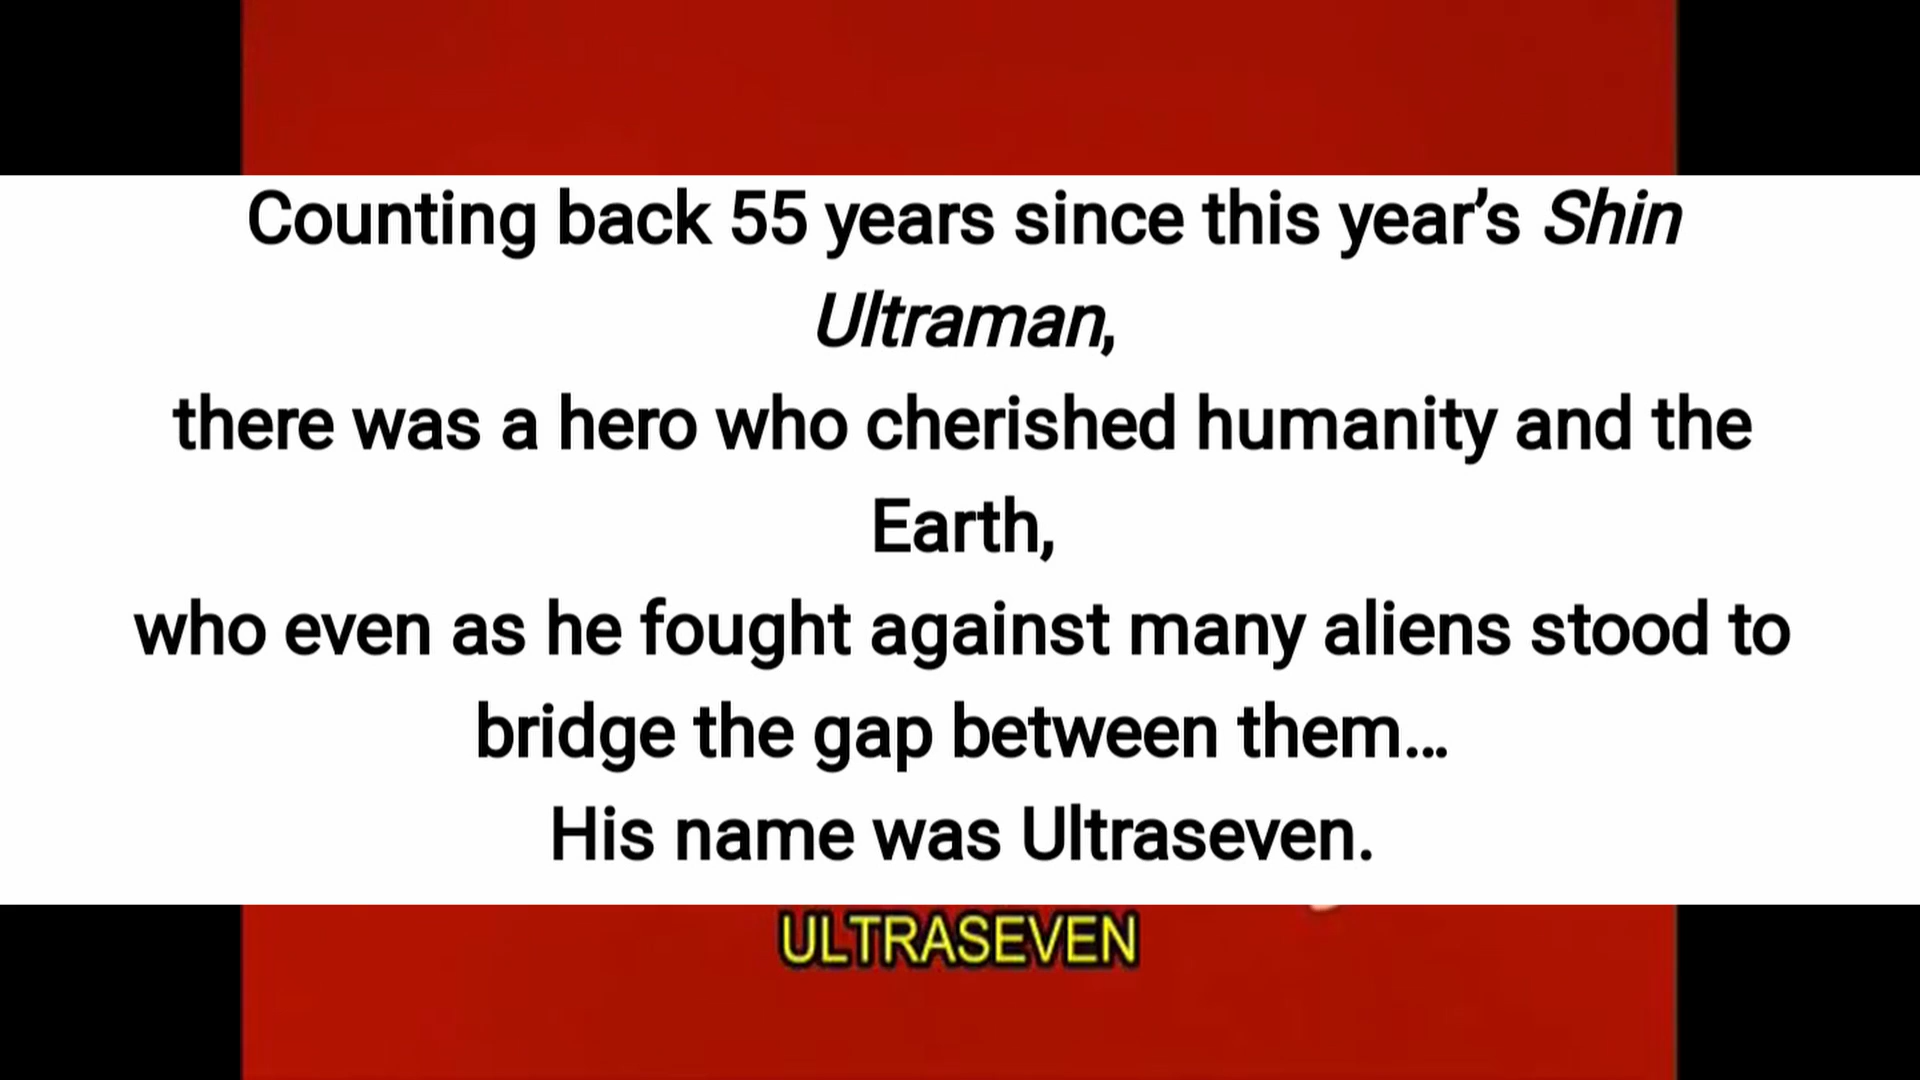 Counting back 55 years since this year’s Shin
Ultraman,
there was a hero who cherished humanity and the
Earth,
who even as he fought against many aliens stood to
bridge the gap between them…
His name was Ultraseven.
ULTRASEVEN